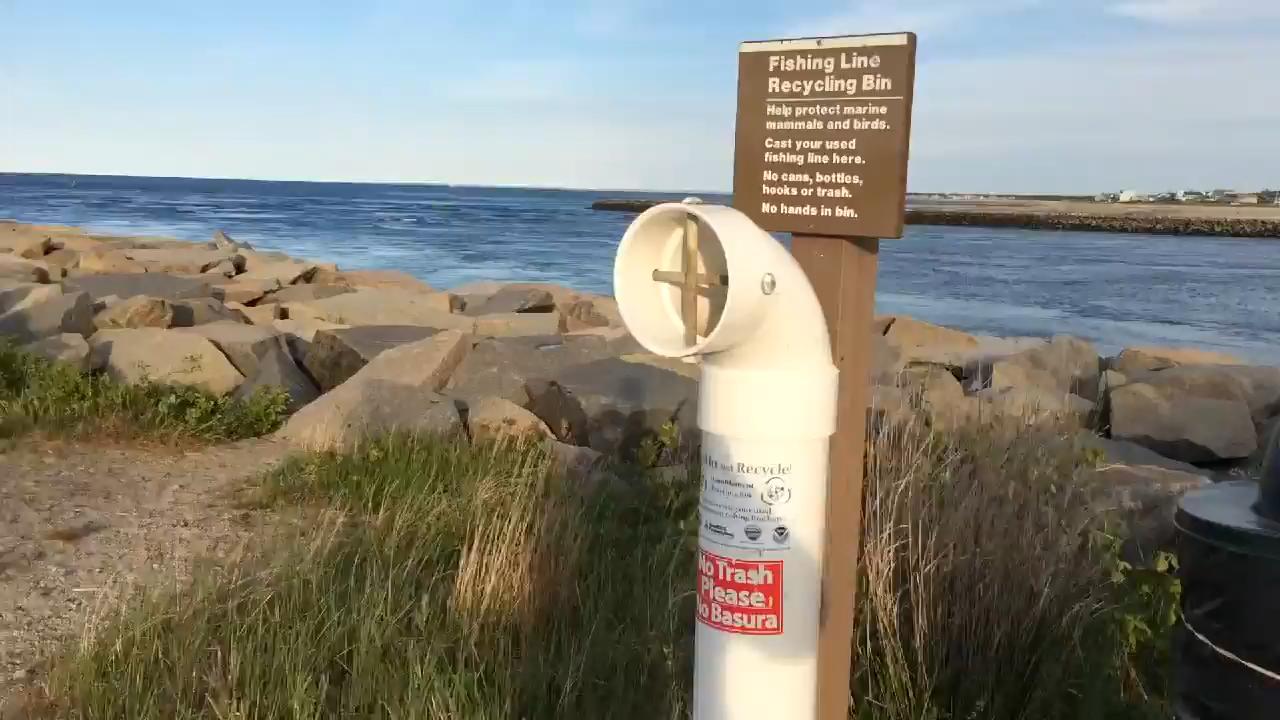 Fishing Line
Recycling Bin
Help protect marine
mammals and birds.
Cast your used
fishing line here.
No cans, bottles,
hooks or trash.
No hands in bin.
Recycle!
No Trash
Please!
No Basura